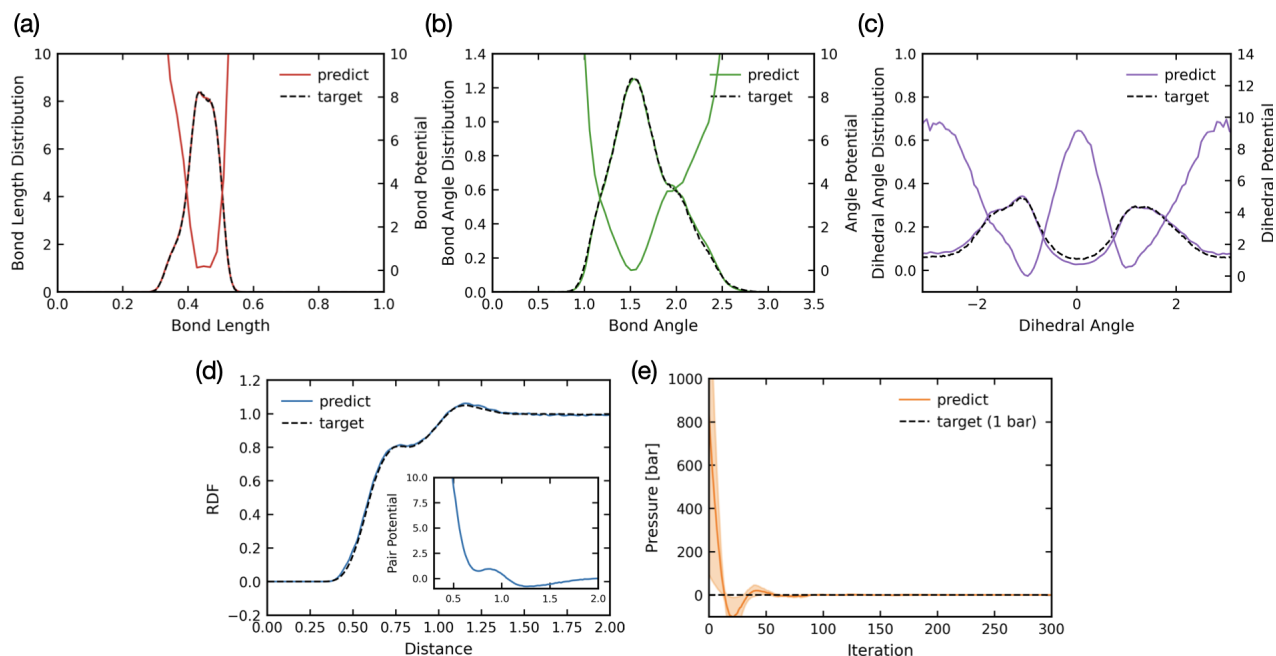 (a)
10
8
6
4
2
0
Bond Length Distribution
predict
target
10
8
6
4
2
0
Bond Potential
0.0 0.2 0.4 0.6 0.8 1.0
Bond Length
(b)
1.4
1.2
1.0
0.8
0.6
0.4
0.2
0.0
Bond Angle Distribution
predict
target
10
8
6
4
2
0
Angle Potential
0.0 0.5 1.0 1.5 2.0 2.5 3.0 3.5
Bond Angle
(c)
1.0
0.8
0.6
0.4
0.2
0.0
Dihedral Angle Distribution
predict
target
14
12
10
8
6
4
2
0
Dihedral Potential
−2 0 2
Dihedral Angle
(d)
1.2
1.0
0.8
0.6
0.4
0.2
0.0
−0.2
RDF
predict
target
10.0
7.5
5.0
2.5
0.0
Pair Potential
0.5 1.0 1.5 2.0
0.00 0.25 0.50 0.75 1.00 1.25 1.50 1.75 2.00
Distance
(e)
1000
800
600
400
200
0
Pressure [bar]
predict
target (1 bar)
0 50 100 150 200 250 300
Iteration